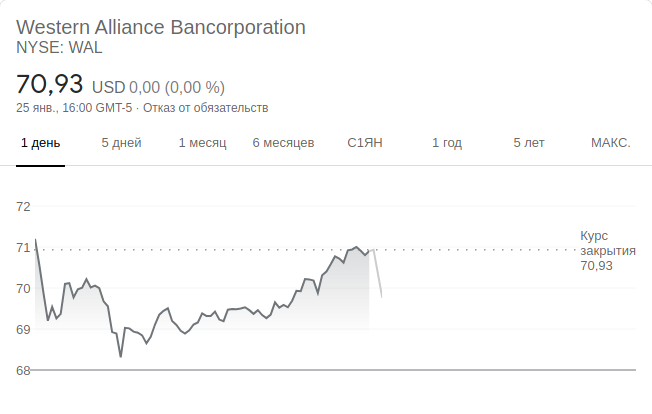 Western Alliance Bancorporation
NYSE: WAL
70,93 USD 0,00 (0,00 %)
25 янв., 16:00 GMT-5 · Отказ от обязательств
1 день 5 дней 1 месяц 6 месяцев С1ЯН 1 год 5 лет МАКС.
72
71
70
69
68
Курс
закрытия
70,93